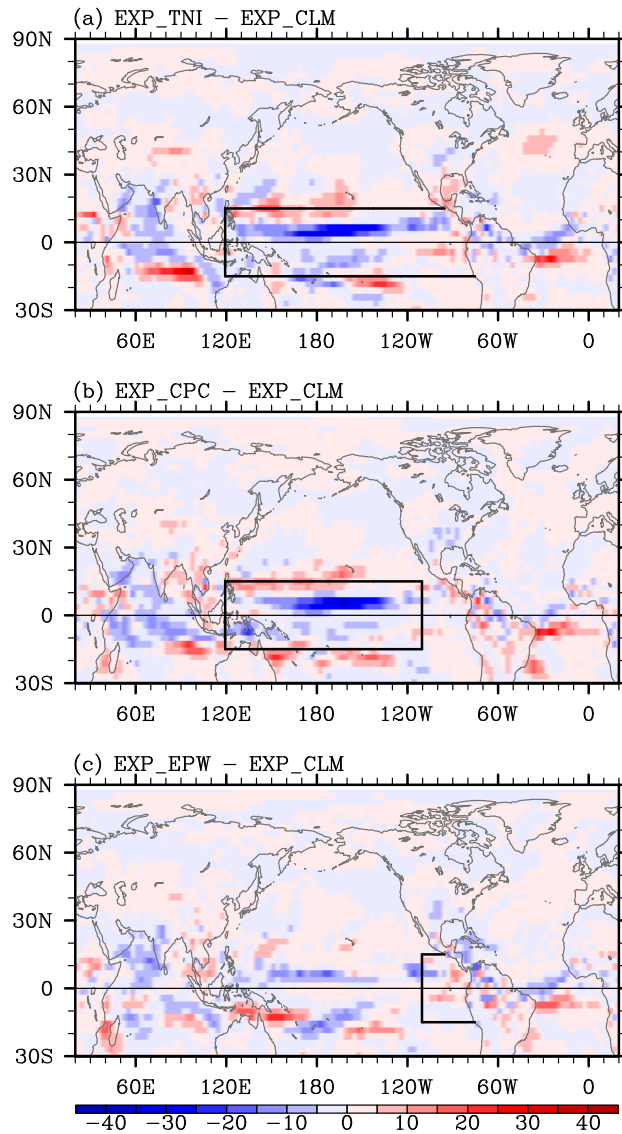 (a) EXP_TNI − EXP_CLM
90N
60N
30N
0
30S
60E 120E 180 120W 60W 0
(b) EXP_CPC − EXP_CLM
90N
60N
30N
0
30S
60E 120E 180 120W 60W 0
(c) EXP_EPW − EXP_CLM
90N
60N
30N
0
30S
60E 120E 180 120W 60W 0
−40 −30 −20 −10 0 10 20 30 40